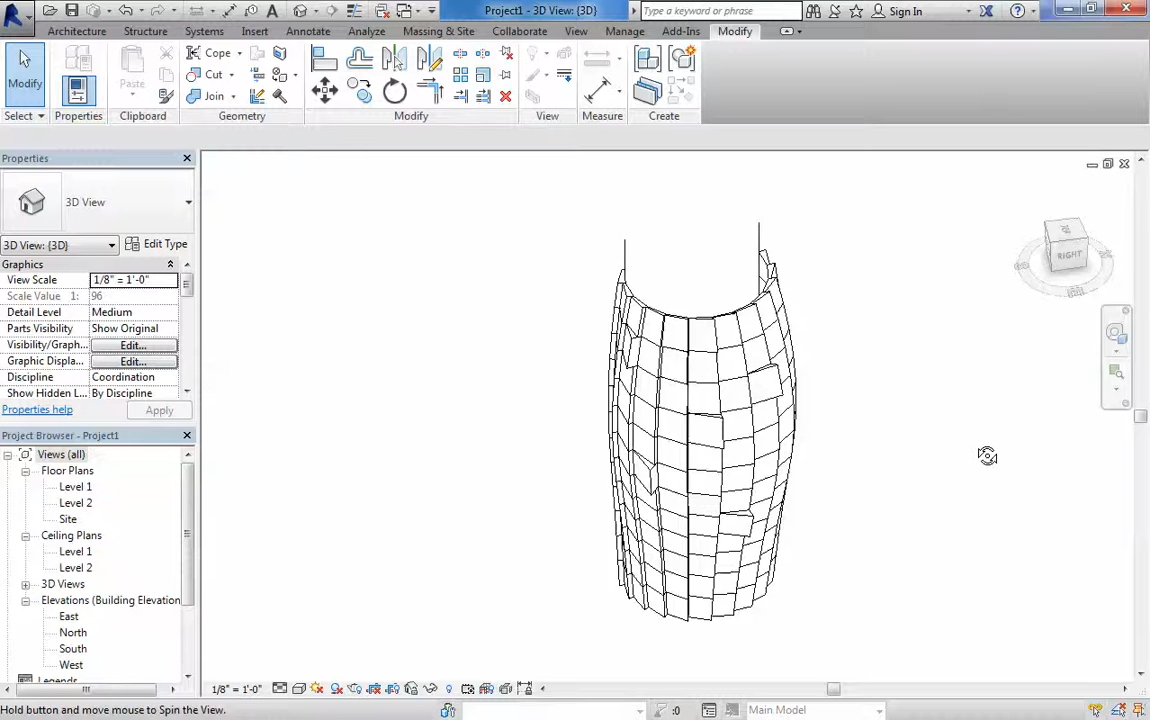 Project1 - 3D View: {3D}
Type a keyword or phrase
Sign In
Architecture Structure Systems Insert Annotate Analyze Massing & Site Collaborate View Manage Add-Ins Modify
Modify
Paste
Cope
Cut
Join
Select Properties Clipboard Geometry Modify View Measure Create
Properties
3D View
3D View: {3D} Edit Type
Graphics
View Scale 1/8" = 1'-0"
Scale Value 1: 96
Detail Level Medium
Parts Visibility Show Original
Visibility/Graph... Edit...
Graphic Displa... Edit...
Discipline Coordination
Show Hidden L... By Discipline
Properties help Apply
Project Browser - Project1
Views (all)
Floor Plans
Level 1
Level 2
Site
Ceiling Plans
Level 1
Level 2
3D Views
Elevations (Building Elevation
East
North
South
West
Legends
RIGHT
1/8" = 1'-0"
Hold button and move mouse to Spin the View.
:0
Main Model